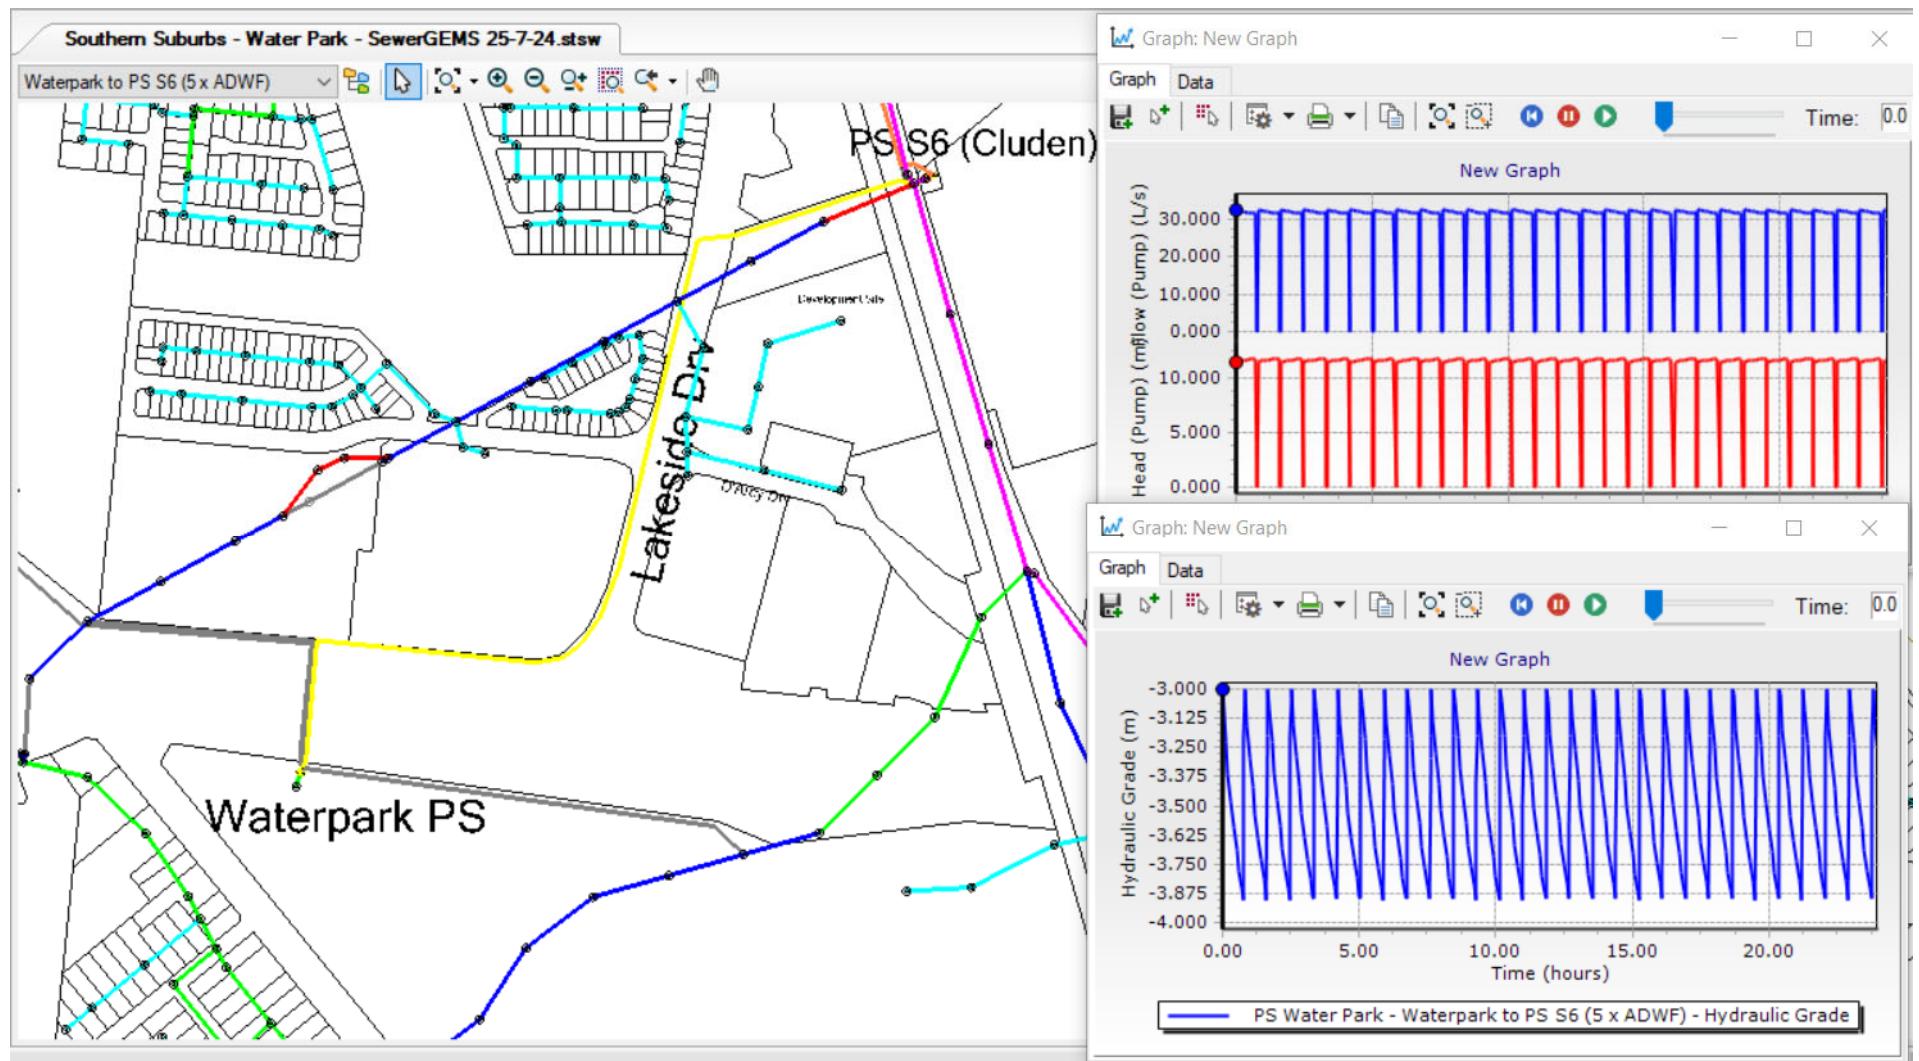 Southern Suburbs - Water Park - SewerGEMS 25-7-24.stsw
Waterpark to PS S6 (5 x ADWF)
PS S6 (Cluden)
Development Site
Lakeside Drv
Waterpark PS
Graph: New Graph
Graph
Data
Time:
0.0
New Graph
30.000
20.000
10.000
0.000
10.000
5.000
0.000
Head (Pump) (m)
flow (Pump) (L/s)
Graph: New Graph
Graph
Data
Time:
0.0
New Graph
-3.000
-3.125
-3.250
-3.375
-3.500
-3.625
-3.750
-3.875
-4.000
Hydraulic Grade (m)
0.00
5.00
10.00
15.00
20.00
Time (hours)
PS Water Park - Waterpark to PS S6 (5 x ADWF) - Hydraulic Grade